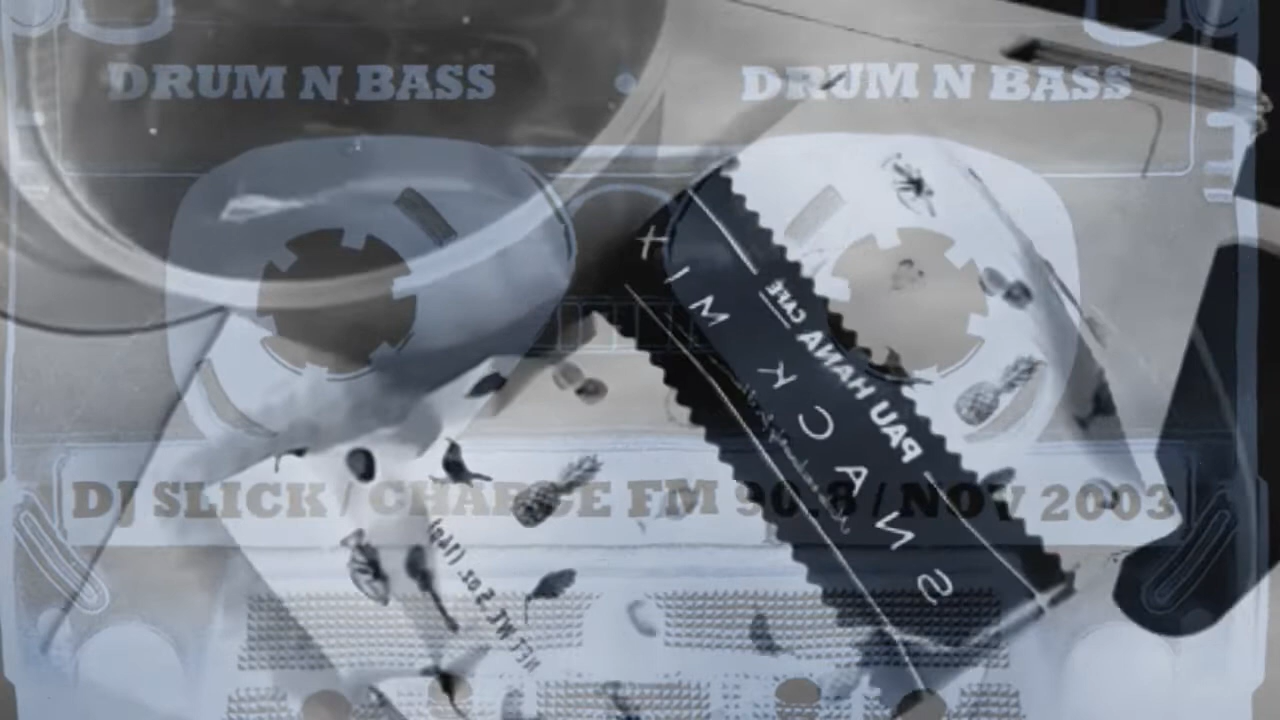 DRUM N BASS DRUM N BASS
PAU HANA CAFE
SNACK MIX
DJ SLICK / CHARGE FM 90.8 / NOV 2003
NET WT .5 oz. (14g)